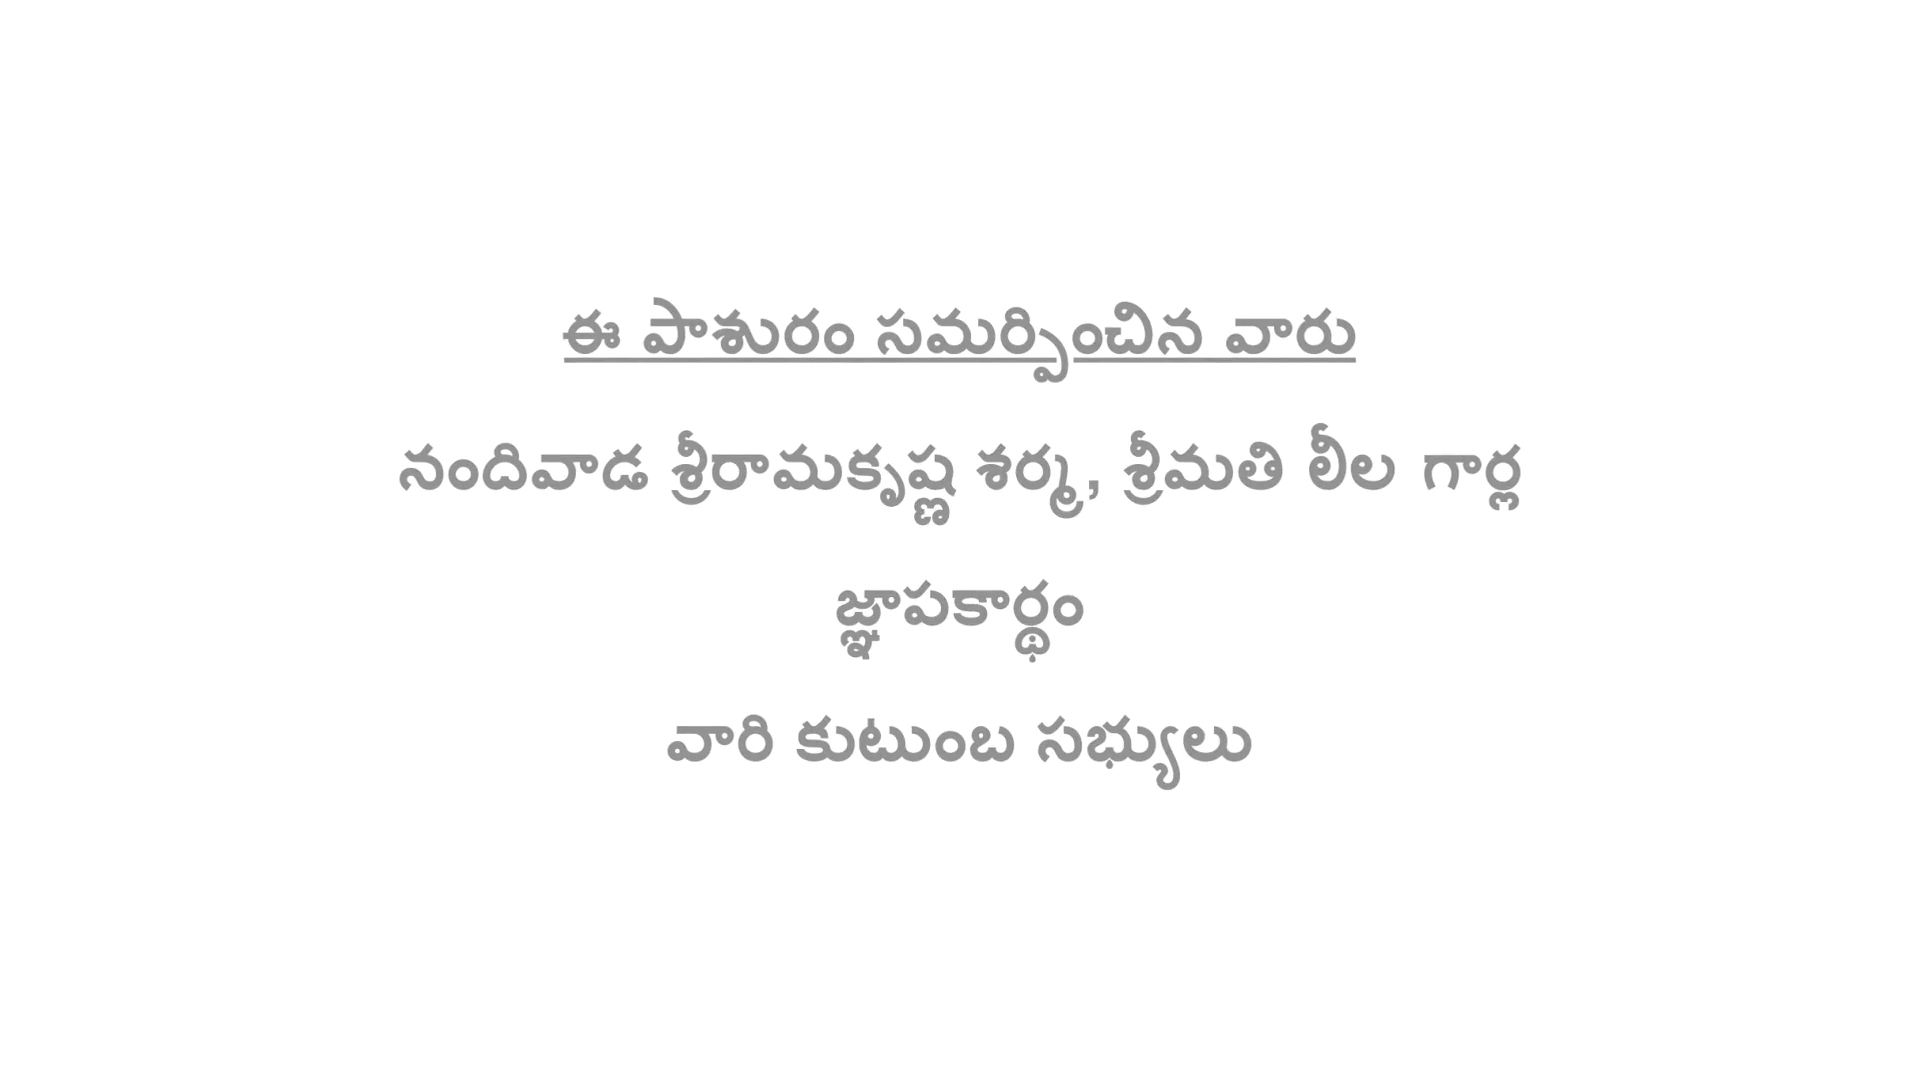 ఈ పాశురం సమర్పించిన వారు
నందివాడ శ్రీరామకృష్ణ శర్మ, శ్రీమతి లీల గార్ల
జ్ఞాపకార్థం
వారి కుటుంబ సభ్యులు